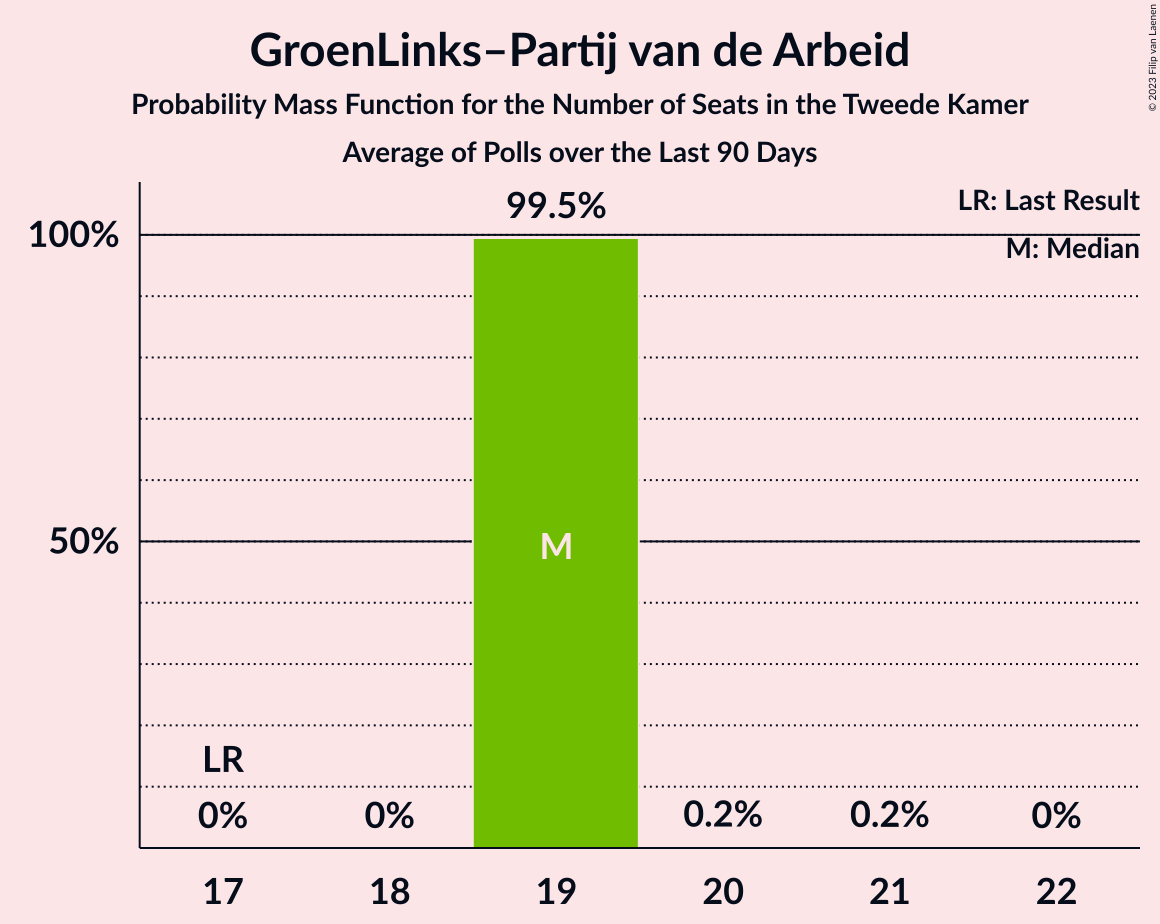 GroenLinks–Partij van de Arbeid
Probability Mass Function for the Number of Seats in the Tweede Kamer
Average of Polls over the Last 90 Days
© 2023 Filip van Laenen
LR: Last Result
M: Median
99.5%
100%
50%
M
LR
0%
0%
0.2%
0.2%
0%
17
18
19
20
21
22